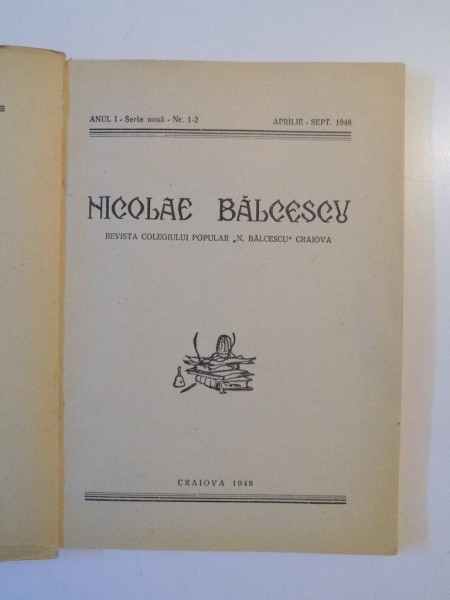 ANUL I - Serie nouă - Nr. 1-2 APRILIE - SEPT. 1948
NICOLAE BĂLCESCU
REVISTA COLEGIULUI POPULAR „N. BĂLCESCU" CRAIOVA
CRAIOVA 1948